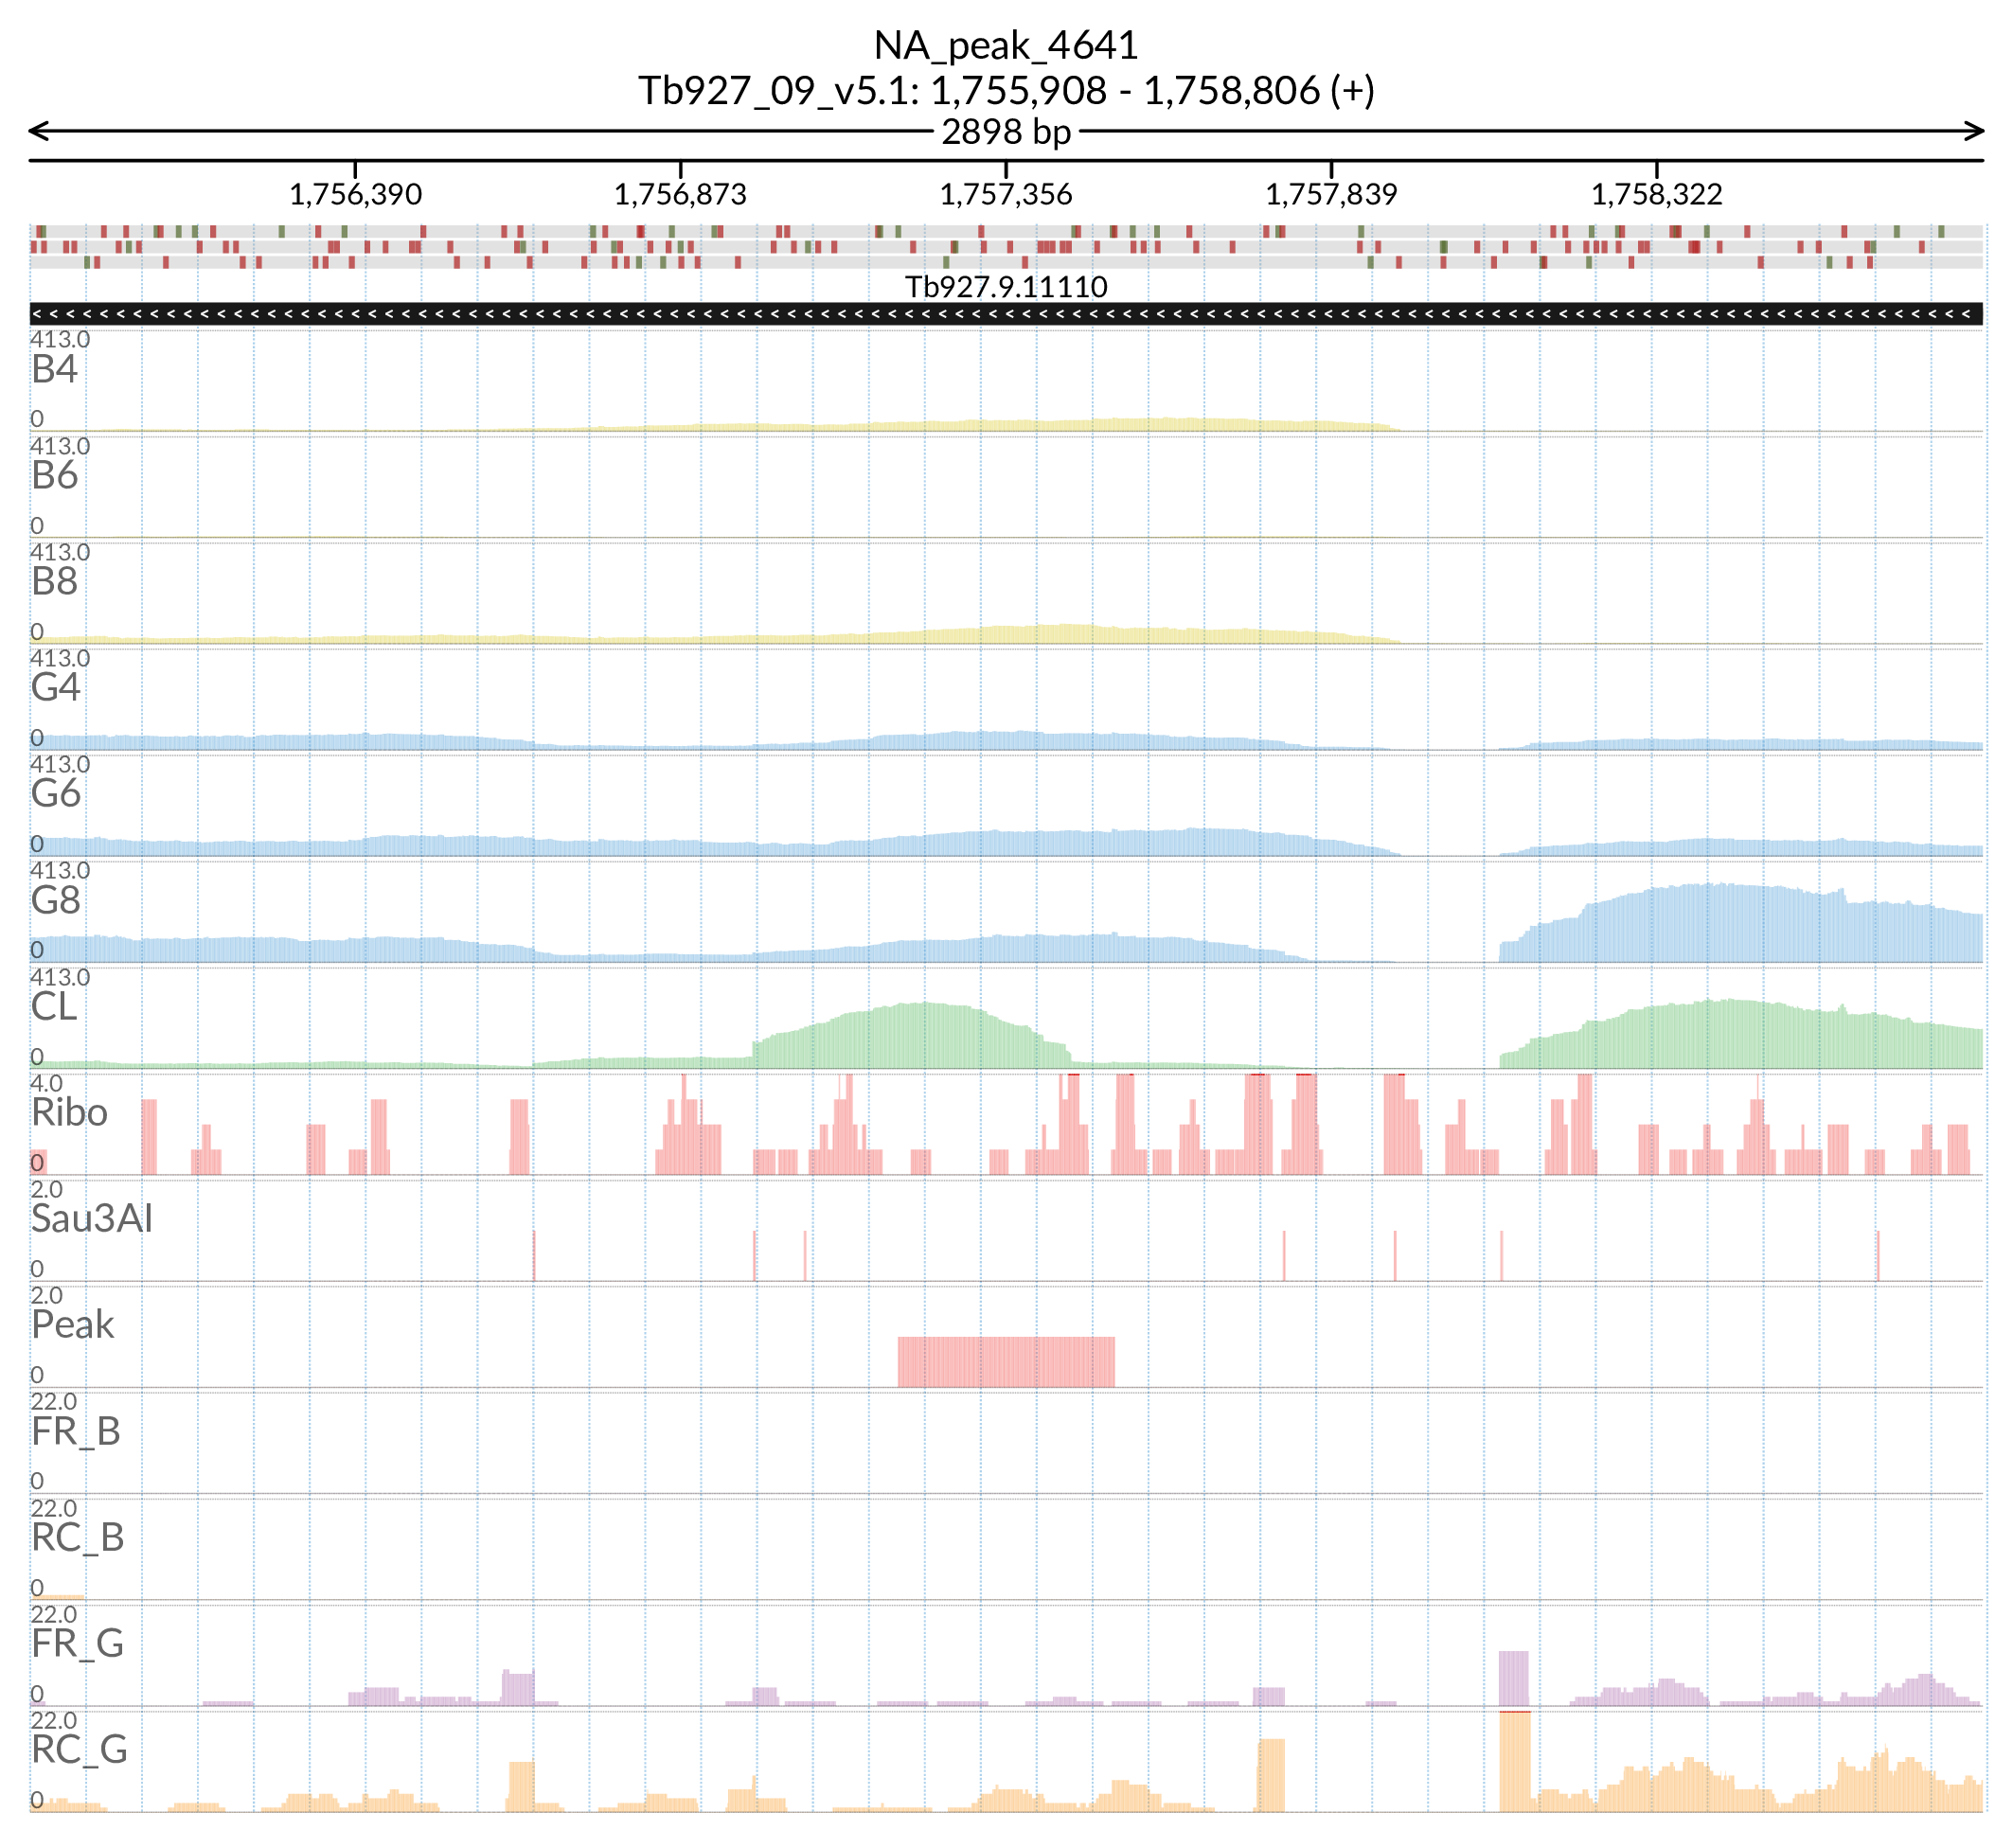 NA_peak_4641
Tb927_09_v5.1: 1,755,908 - 1,758,806 (+)
2898 bp
1,756,390 1,756,873 1,757,356 1,757,839 1,758,322
Tb927.9.11110
413.0
B4
0
413.0
B6
0
413.0
B8
0
413.0
G4
0
413.0
G6
0
413.0
G8
0
413.0
CL
0
4.0
Ribo
0
2.0
Sau3AI
0
2.0
Peak
0
22.0
FR_B
0
22.0
RC_B
0
22.0
FR_G
0
22.0
RC_G
0